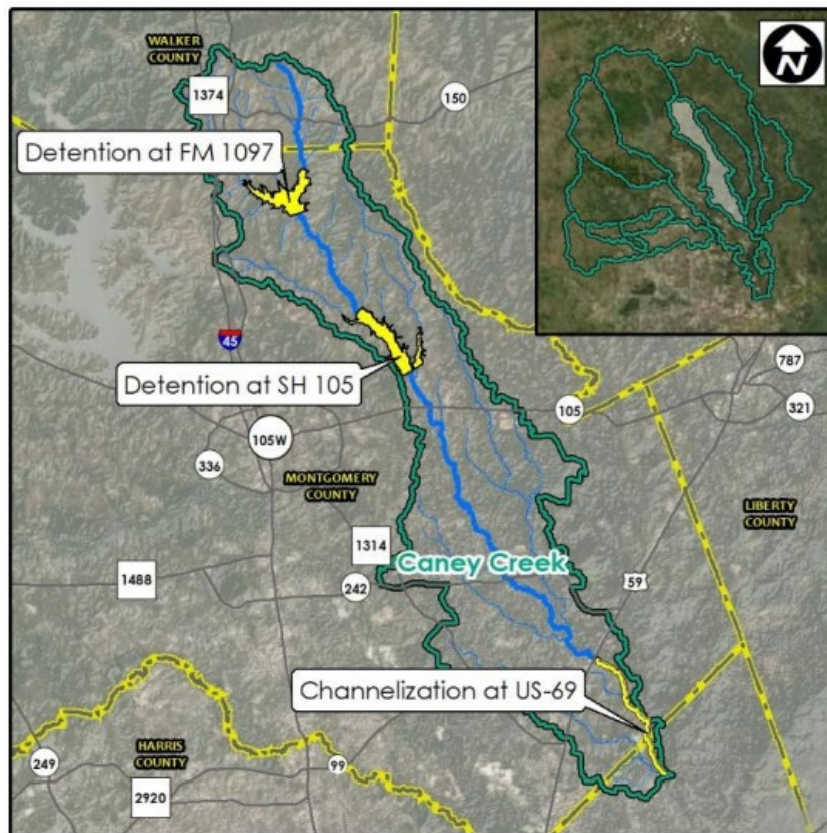 WALKER
COUNTY
1374
150
N
Detention at FM 1097
45
Detention at SH 105
787
105
321
105W
336
MONTGOMERY
COUNTY
LIBERTY
COUNTY
1314
Caney Creek
1488
242
59
Channelization at US-69
HARRIS
COUNTY
249
99
2920